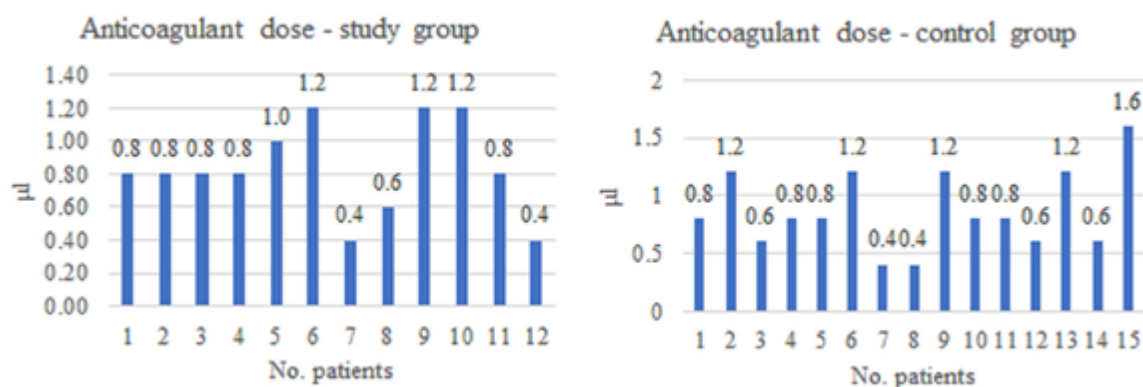 Anticoagulant dose - study group
1.40
1.20
1.00
0.80
0.60
0.40
0.20
0.00
µl
0.8 0.8 0.8 0.8 1.0 1.2 0.4 0.6 1.2 1.2 0.8 0.4
1 2 3 4 5 6 7 8 9 10 11 12
No. patients
Anticoagulant dose - control group
2
1.5
1
0.5
0
µl
0.8 1.2 0.6 0.8 0.8 1.2 0.4 0.4 1.2 0.8 0.8 0.6 1.2 0.6 1.6
1 2 3 4 5 6 7 8 9 10 11 12 13 14 15
No. patients